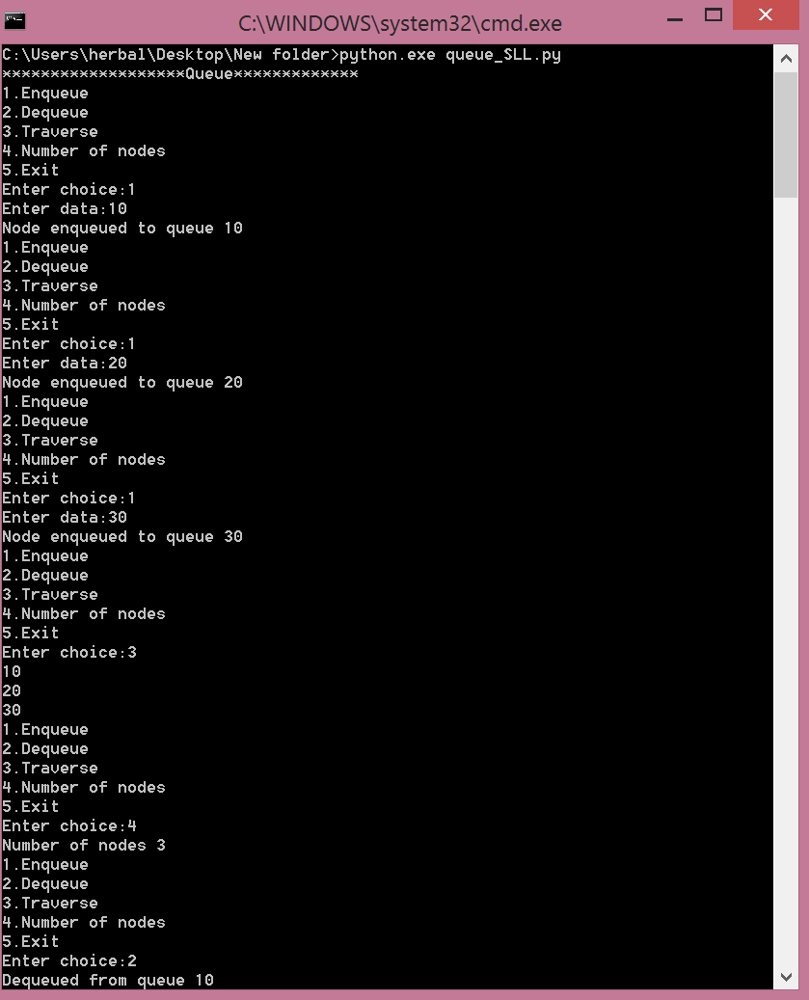 C:\WINDOWS\system32\cmd.exe
C:\Users\herbal\Desktop\New folder>python.exe queue_SLL.py
*******************Queue*************
1.Enqueue
2.Dequeue
3.Traverse
4.Number of nodes
5.Exit
Enter choice:1
Enter data:10
Node enqueued to queue 10
1.Enqueue
2.Dequeue
3.Traverse
4.Number of nodes
5.Exit
Enter choice:1
Enter data:20
Node enqueued to queue 20
1.Enqueue
2.Dequeue
3.Traverse
4.Number of nodes
5.Exit
Enter choice:1
Enter data:30
Node enqueued to queue 30
1.Enqueue
2.Dequeue
3.Traverse
4.Number of nodes
5.Exit
Enter choice:3
10
20
30
1.Enqueue
2.Dequeue
3.Traverse
4.Number of nodes
5.Exit
Enter choice:4
Number of nodes 3
1.Enqueue
2.Dequeue
3.Traverse
4.Number of nodes
5.Exit
Enter choice:2
Dequeued from queue 10